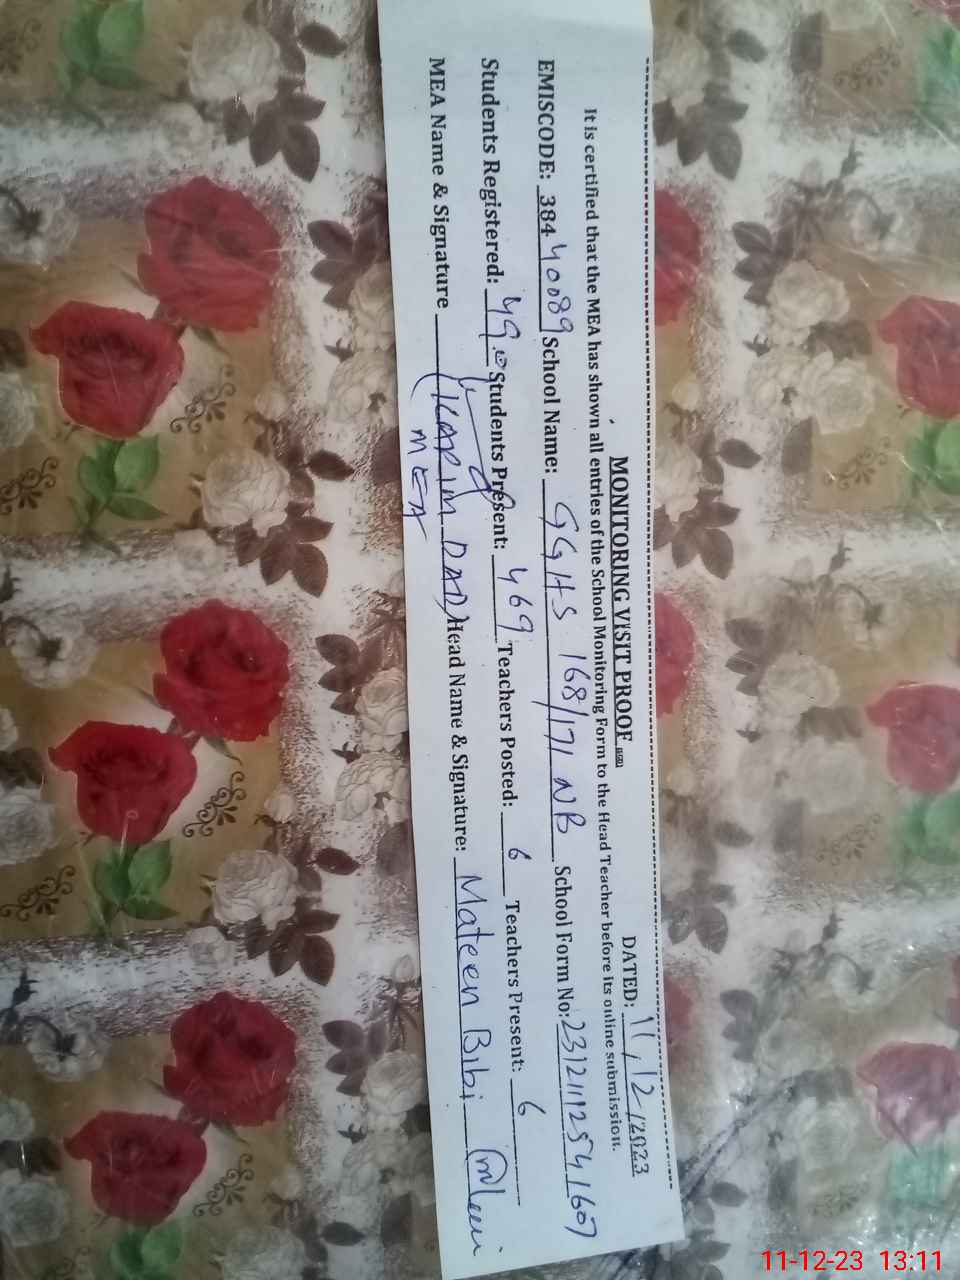 MONITORING VISIT PROOF
DATED: 11/12/2023
It is certified that the MEA has shown all entries of the School Monitoring Form to the Head Teacher before its online submission.
EMISCODE: 38440089 School Name: GGHS 168/171 NB School Form No: 23121112541607
Students Registered: 490 Students Present: 469 Teachers Posted: 6 Teachers Present: 6
MEA Name & Signature (KARIM DAD) Head Name & Signature: Mateen Bibi
MEA
11-12-23 13:11